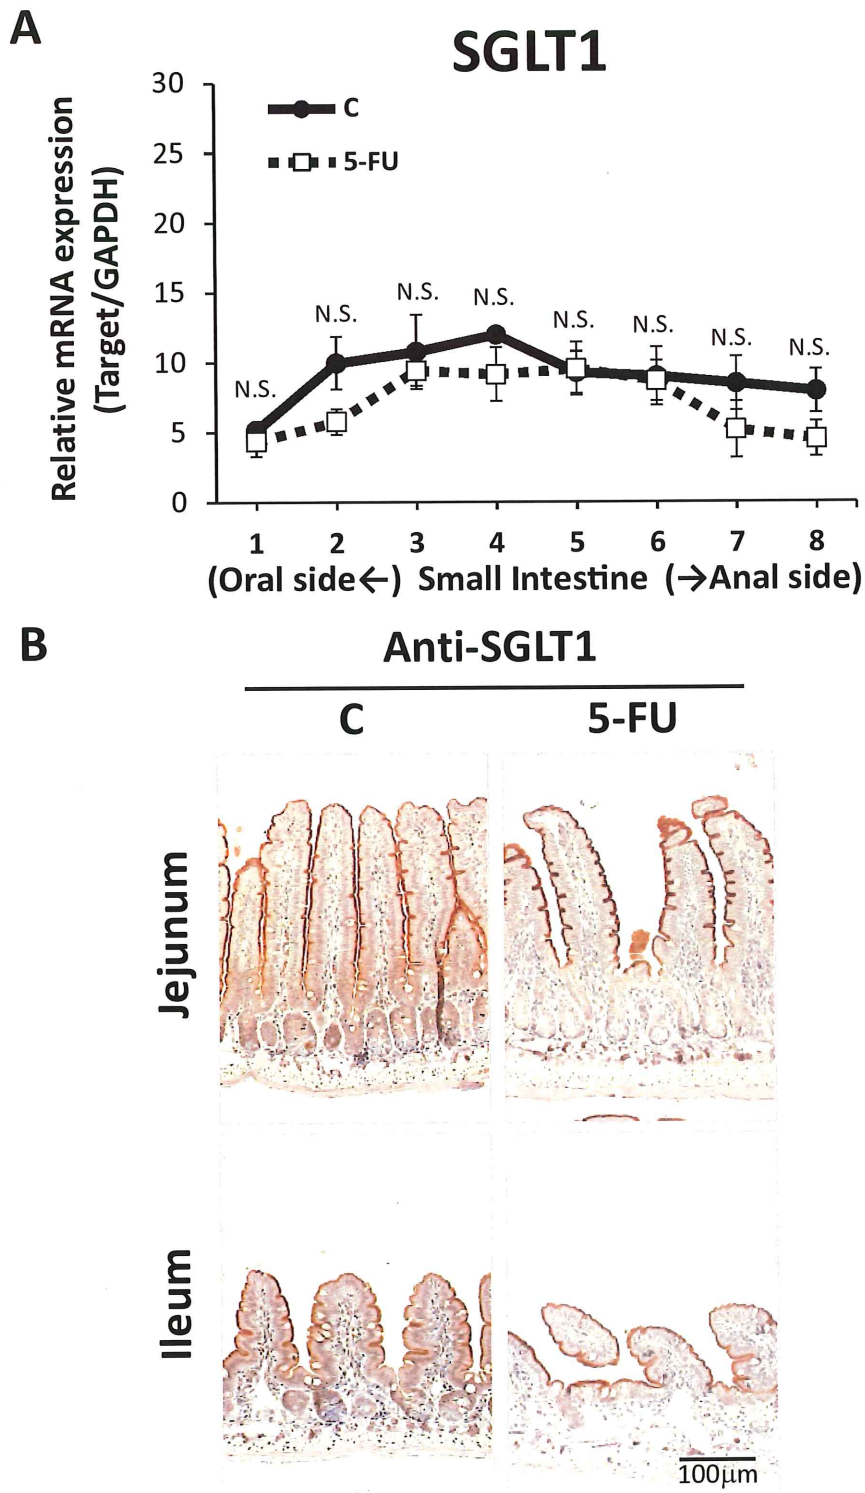 A
SGLT1
Relative mRNA expression
(Target/GAPDH)
30
25
20
15
10
5
0
C
5-FU
N.S.
N.S.
N.S.
N.S.
N.S.
N.S.
N.S.
N.S.
1 2 3 4 5 6 7 8
(Oral side←) Small Intestine (→Anal side)
B
Anti-SGLT1
C 5-FU
Jejunum
Ileum
100μm